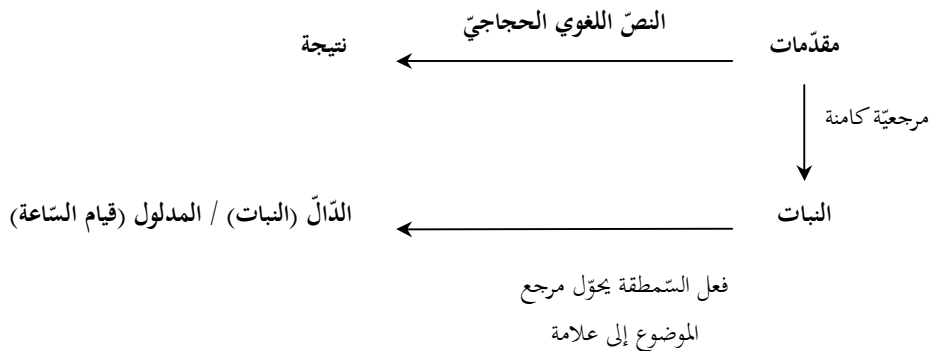 النصّ اللغوي الحجاجيّ
مقدّمات
نتيجة
مرجعيّة كامنة
النبات
الدّالّ (النبات) / المدلول (قيام السّاعة)
فعل السّمطقة يحوّل مرجع
الموضوع إلى علامة